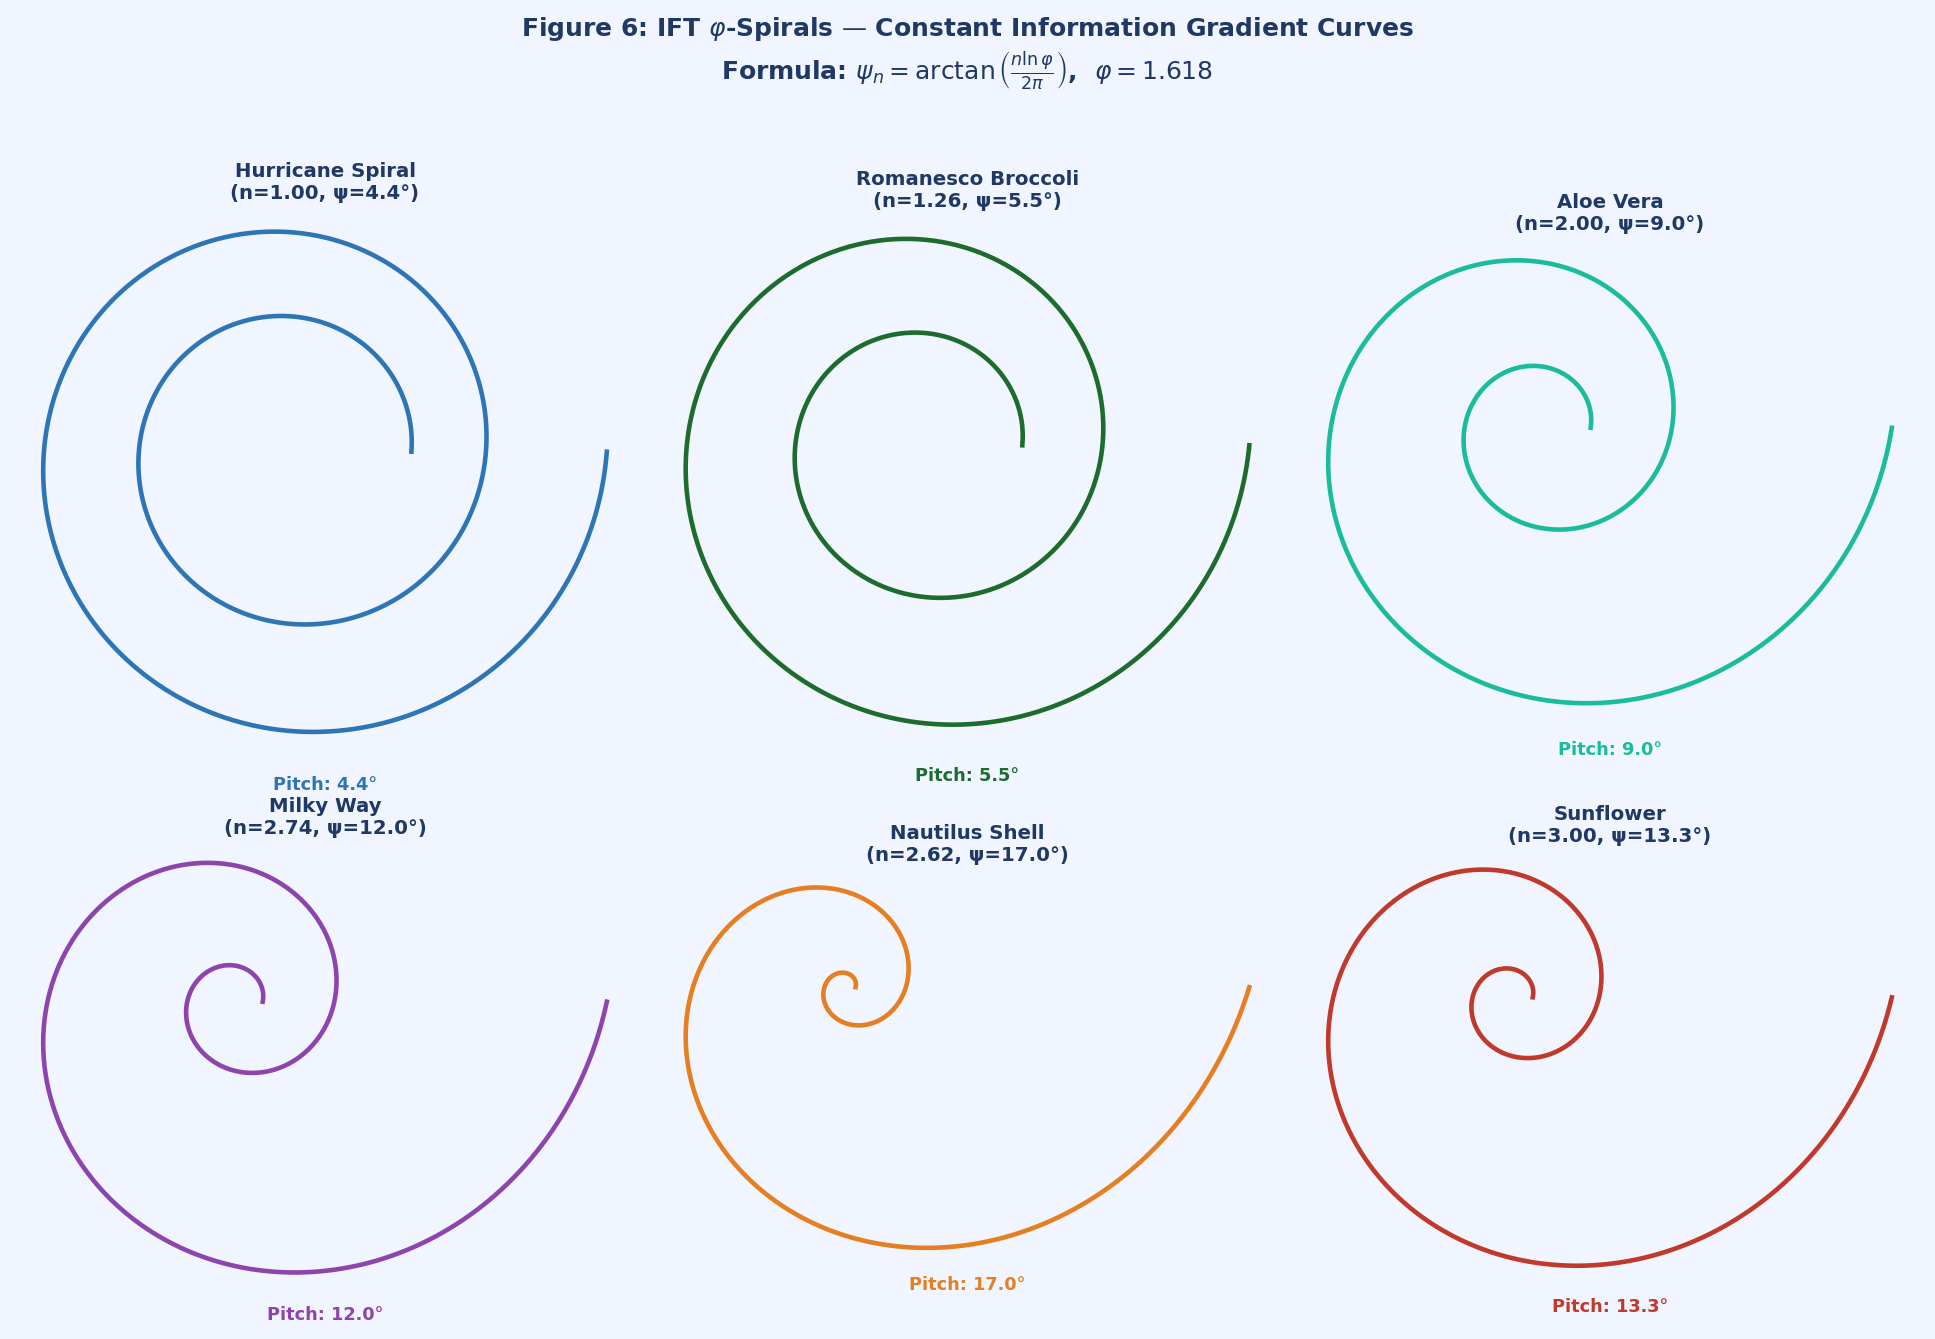 Figure 6: IFT φ-Spirals — Constant Information Gradient Curves
Formula: ψₙ = arctan(n ln φ / 2π), φ = 1.618
Hurricane Spiral
(n=1.00, ψ=4.4°)
Pitch: 4.4°
Romanesco Broccoli
(n=1.26, ψ=5.5°)
Pitch: 5.5°
Aloe Vera
(n=2.00, ψ=9.0°)
Pitch: 9.0°
Milky Way
(n=2.74, ψ=12.0°)
Pitch: 12.0°
Nautilus Shell
(n=2.62, ψ=17.0°)
Pitch: 17.0°
Sunflower
(n=3.00, ψ=13.3°)
Pitch: 13.3°